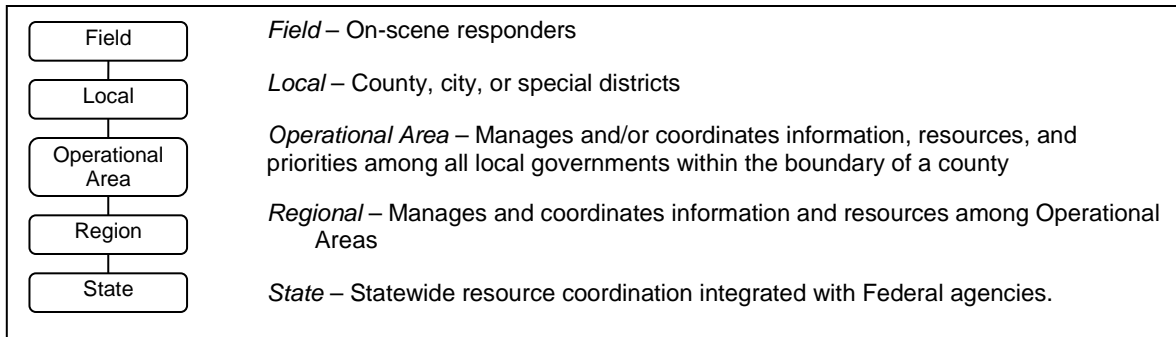 Field
Local
Operational
Area
Region
State
Field – On-scene responders
Local – County, city, or special districts
Operational Area – Manages and/or coordinates information, resources, and
priorities among all local governments within the boundary of a county
Regional – Manages and coordinates information and resources among Operational
Areas
State – Statewide resource coordination integrated with Federal agencies.